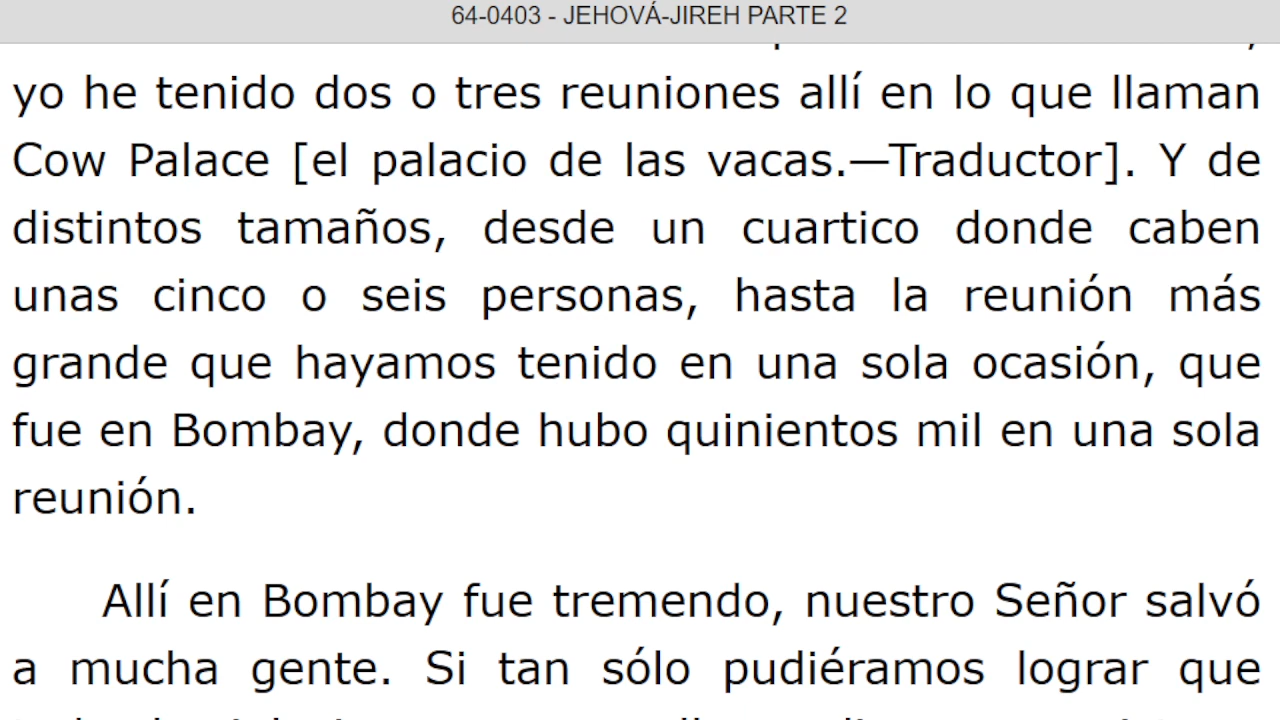 64-0403 - JEHOVÁ-JIREH PARTE 2
yo he tenido dos o tres reuniones allí en lo que llaman
Cow Palace [el palacio de las vacas.—Traductor]. Y de
distintos tamaños, desde un cuartico donde caben
unas cinco o seis personas, hasta la reunión más
grande que hayamos tenido en una sola ocasión, que
fue en Bombay, donde hubo quinientos mil en una sola
reunión.
Allí en Bombay fue tremendo, nuestro Señor salvó
a mucha gente. Si tan sólo pudiéramos lograr que